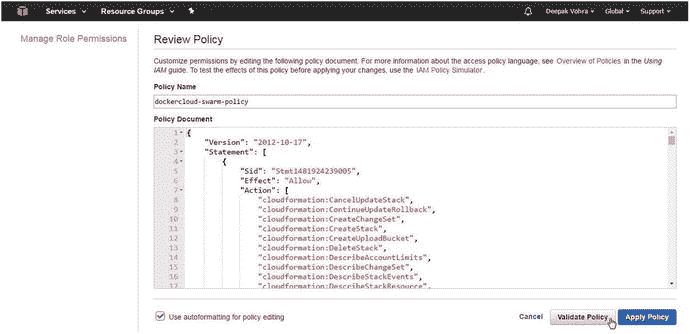 Services Resource Groups Deepak Vohra Global Support
Manage Role Permissions
Review Policy
Customize permissions by editing the following policy document. For more information about the access policy language, see Overview of Policies in the Using
IAM guide. To test the effects of this policy before applying your changes, use the IAM Policy Simulator.
Policy Name
dockercloud-swarm-policy
Policy Document
1 {
2 "Version": "2012-10-17",
3 "Statement": [
4 {
5 "Sid": "Stmt1481924239005",
6 "Effect": "Allow",
7 "Action": [
8 "cloudformation:CancelUpdateStack",
9 "cloudformation:ContinueUpdateRollback",
10 "cloudformation:CreateChangeSet",
11 "cloudformation:CreateStack",
12 "cloudformation:CreateUploadBucket",
13 "cloudformation:DeleteStack",
14 "cloudformation:DescribeAccountLimits",
15 "cloudformation:DescribeChangeSet",
16 "cloudformation:DescribeStackEvents",
17 "cloudformation:DescribeStackResource",
Use autoformatting for policy editing Cancel Validate Policy Apply Policy